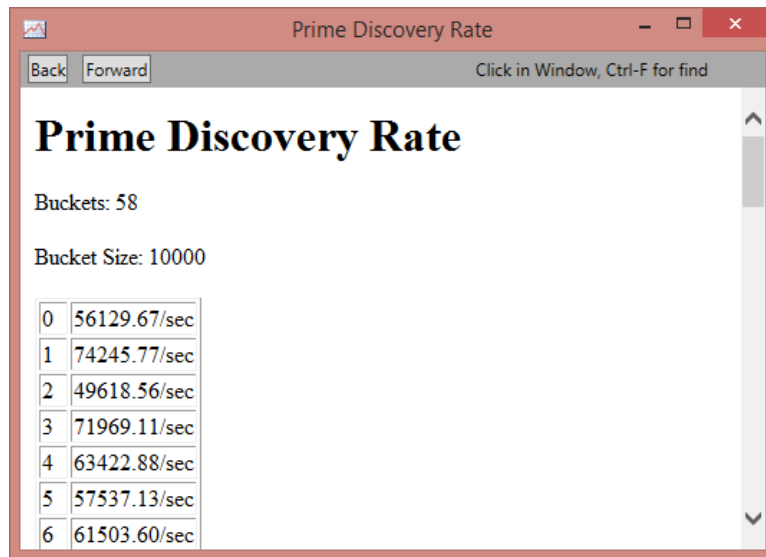 Prime Discovery Rate
Back Forward Click in Window, Ctrl-F for find
Prime Discovery Rate
Buckets: 58
Bucket Size: 10000
0 56129.67/sec
1 74245.77/sec
2 49618.56/sec
3 71969.11/sec
4 63422.88/sec
5 57537.13/sec
6 61503.60/sec